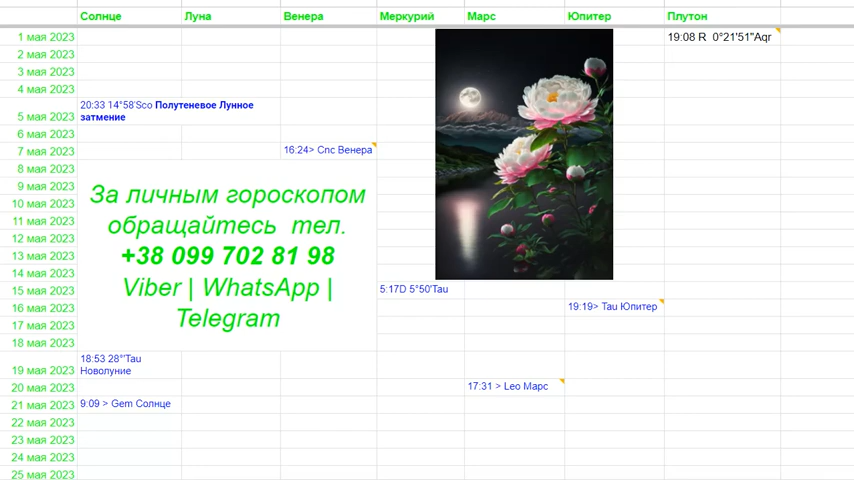 Солнце Луна Венера Меркурий Марс Юпитер Плутон
1 мая 2023 19:08 R 0°21'51"Aqr
2 мая 2023
3 мая 2023
4 мая 2023
20:33 14°58'Sco Полутеневое Лунное
затмение
5 мая 2023
6 мая 2023
7 мая 2023 16:24> Cnc Венера
8 мая 2023
9 мая 2023
10 мая 2023
11 мая 2023
12 мая 2023
13 мая 2023
14 мая 2023
За личным гороскопом
обращайтесь тел.
+38 099 702 81 98
Viber | WhatsApp |
Telegram
15 мая 2023 5:17D 5°50'Tau
16 мая 2023 19:19> Tau Юпитер
17 мая 2023
18 мая 2023
18:53 28°'Tau
Новолуние
19 мая 2023
20 мая 2023 17:31 > Leo Марс
21 мая 2023 9:09 > Gem Солнце
22 мая 2023
23 мая 2023
24 мая 2023
25 мая 2023